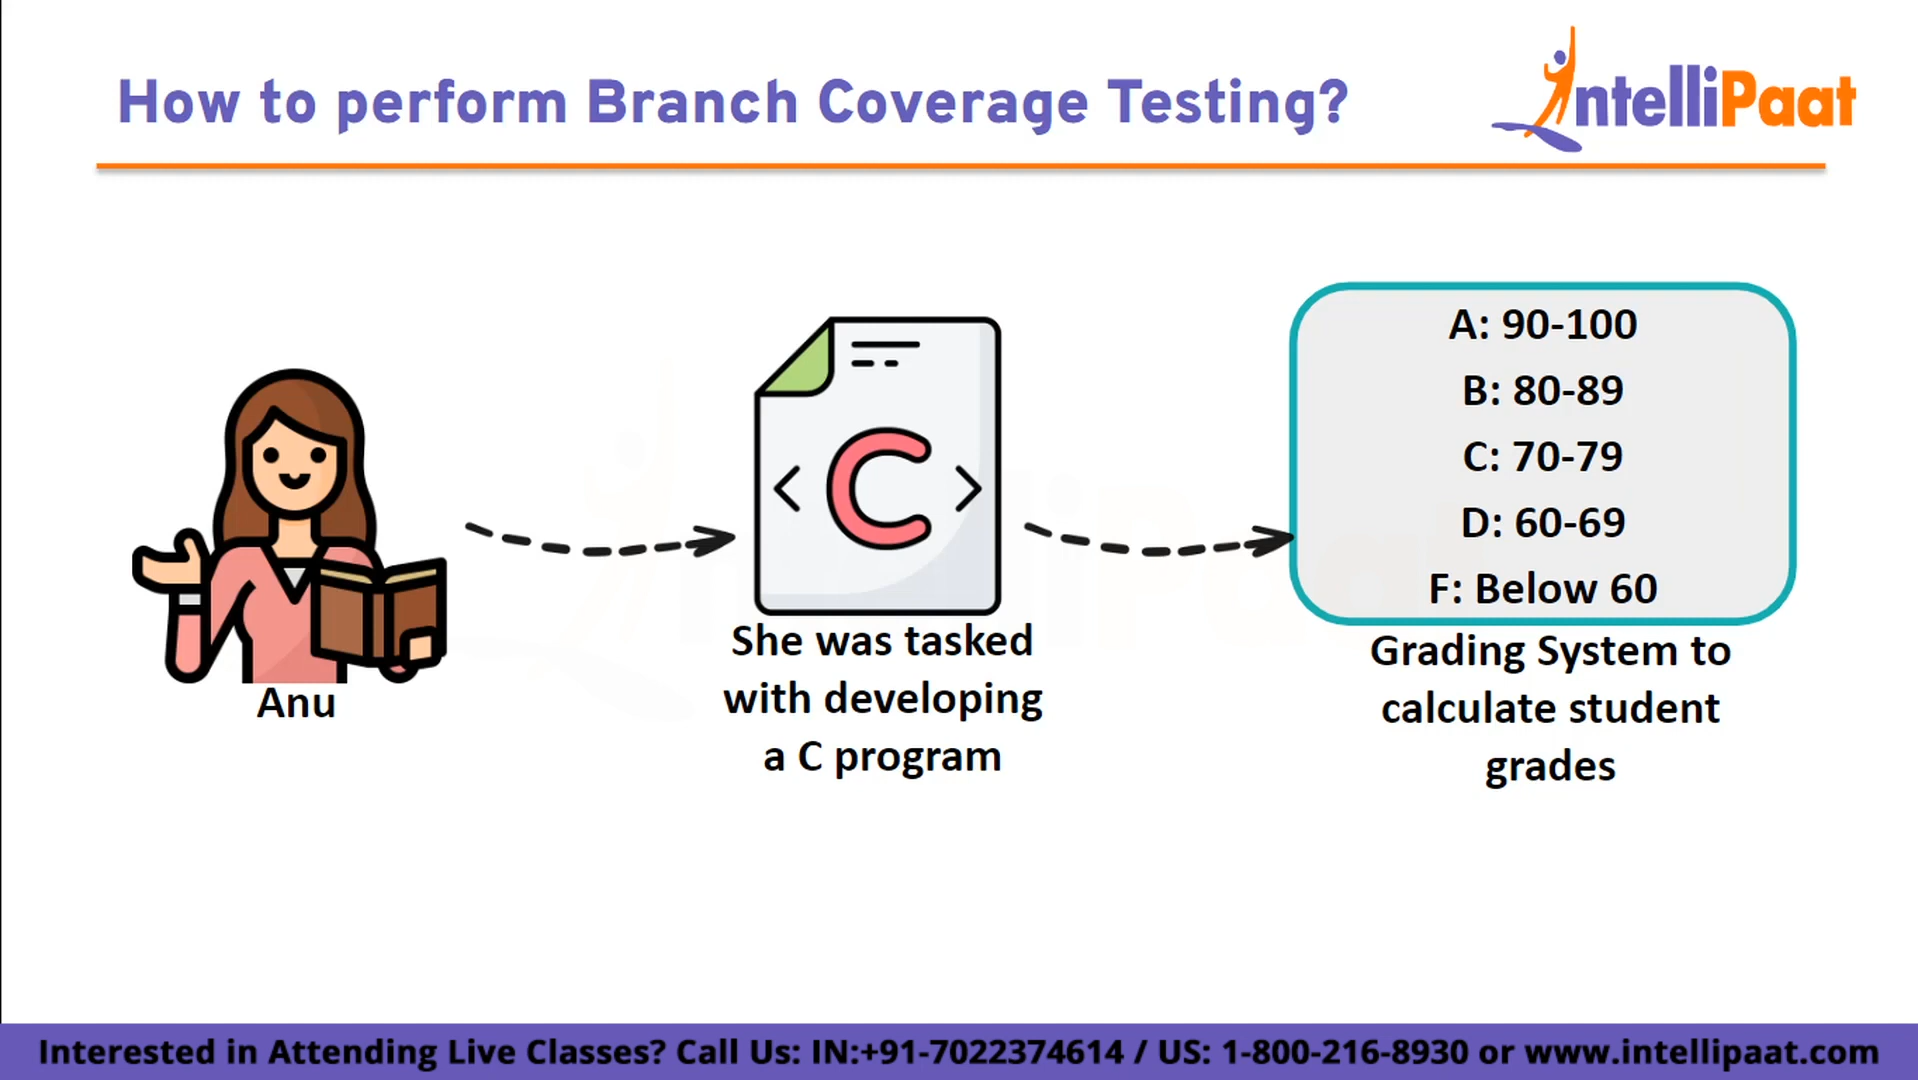 How to perform Branch Coverage Testing?
IntelliPaat
A: 90-100
B: 80-89
C: 70-79
D: 60-69
F: Below 60
C
Anu
She was tasked
with developing
a C program
Grading System to
calculate student
grades
Interested in Attending Live Classes? Call Us: IN:+91-7022374614 / US: 1-800-216-8930 or www.intellipaat.com